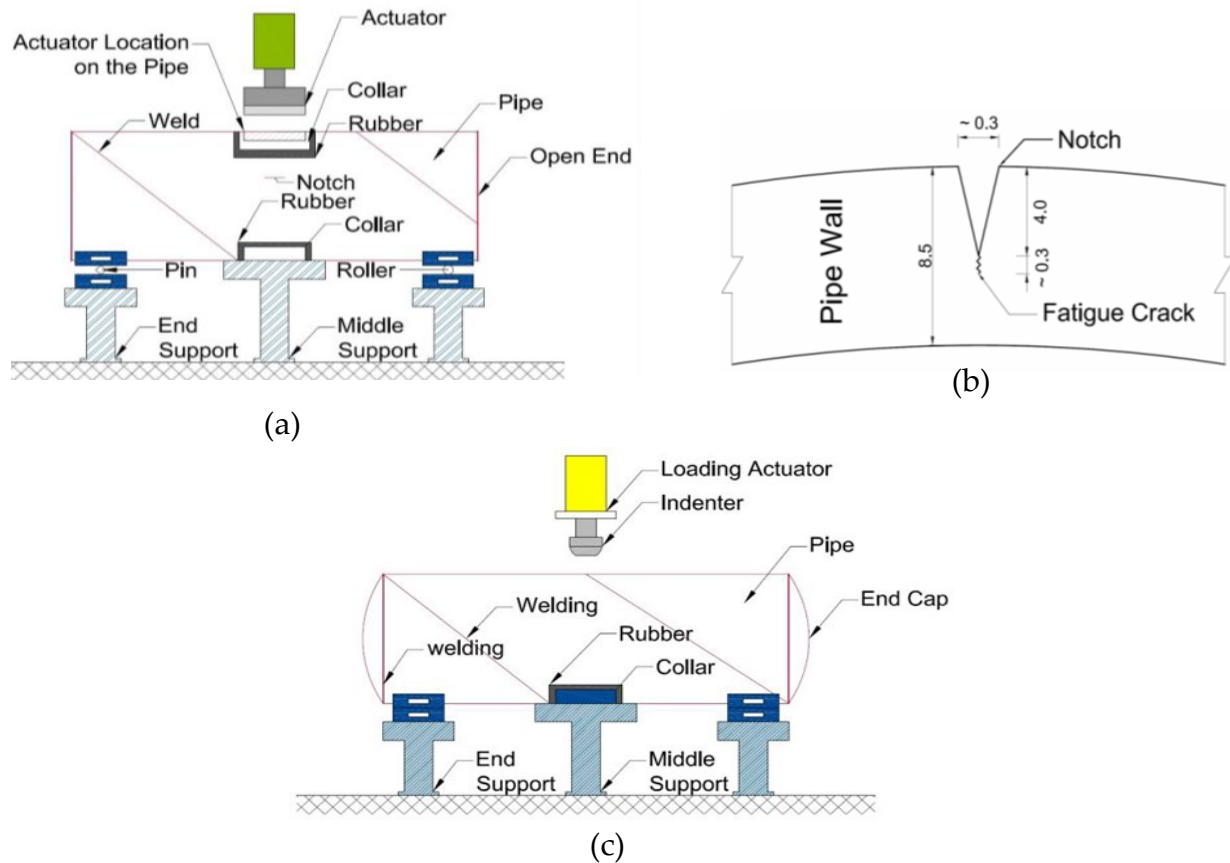 Actuator
Actuator Location
on the Pipe
Collar
Pipe
Rubber
Weld
Open End
Notch
Rubber
Collar
Pin
Roller
End
Support
Middle
Support
(a)
~ 0.3
Notch
Pipe Wall
8.5
4.0
~ 0.3
Fatigue Crack
(b)
Loading Actuator
Indenter
Pipe
Welding
End Cap
Rubber
welding
Collar
End
Support
Middle
Support
(c)